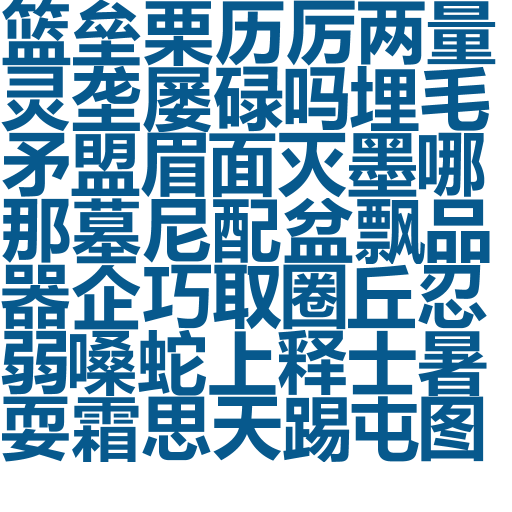 篮垒栗历厉两量
灵垄屡碌吗埋毛
矛盟眉面灭墨哪
那墓尼配盆飘品
器企巧取圈丘忍
弱嗓蛇上释士暑
耍霜思天踢屯图